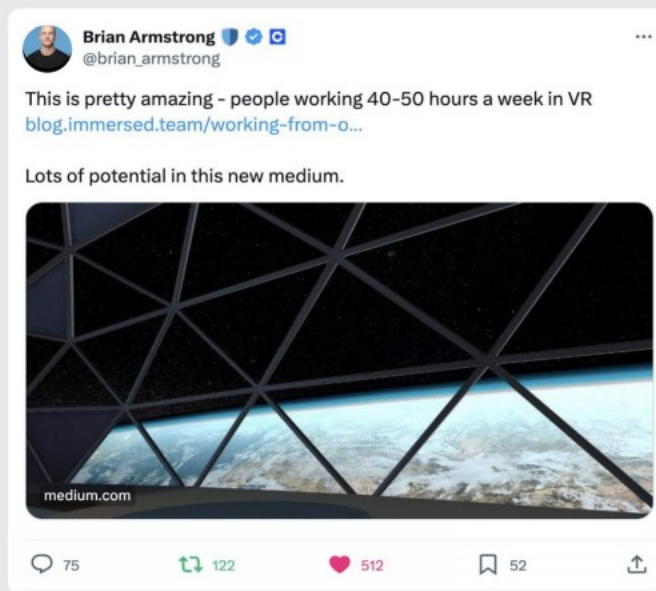 Brian Armstrong
@brian_armstrong
This is pretty amazing - people working 40-50 hours a week in VR
blog.immersed.team/working-from-o...
Lots of potential in this new medium.
medium.com
75 122 512 52